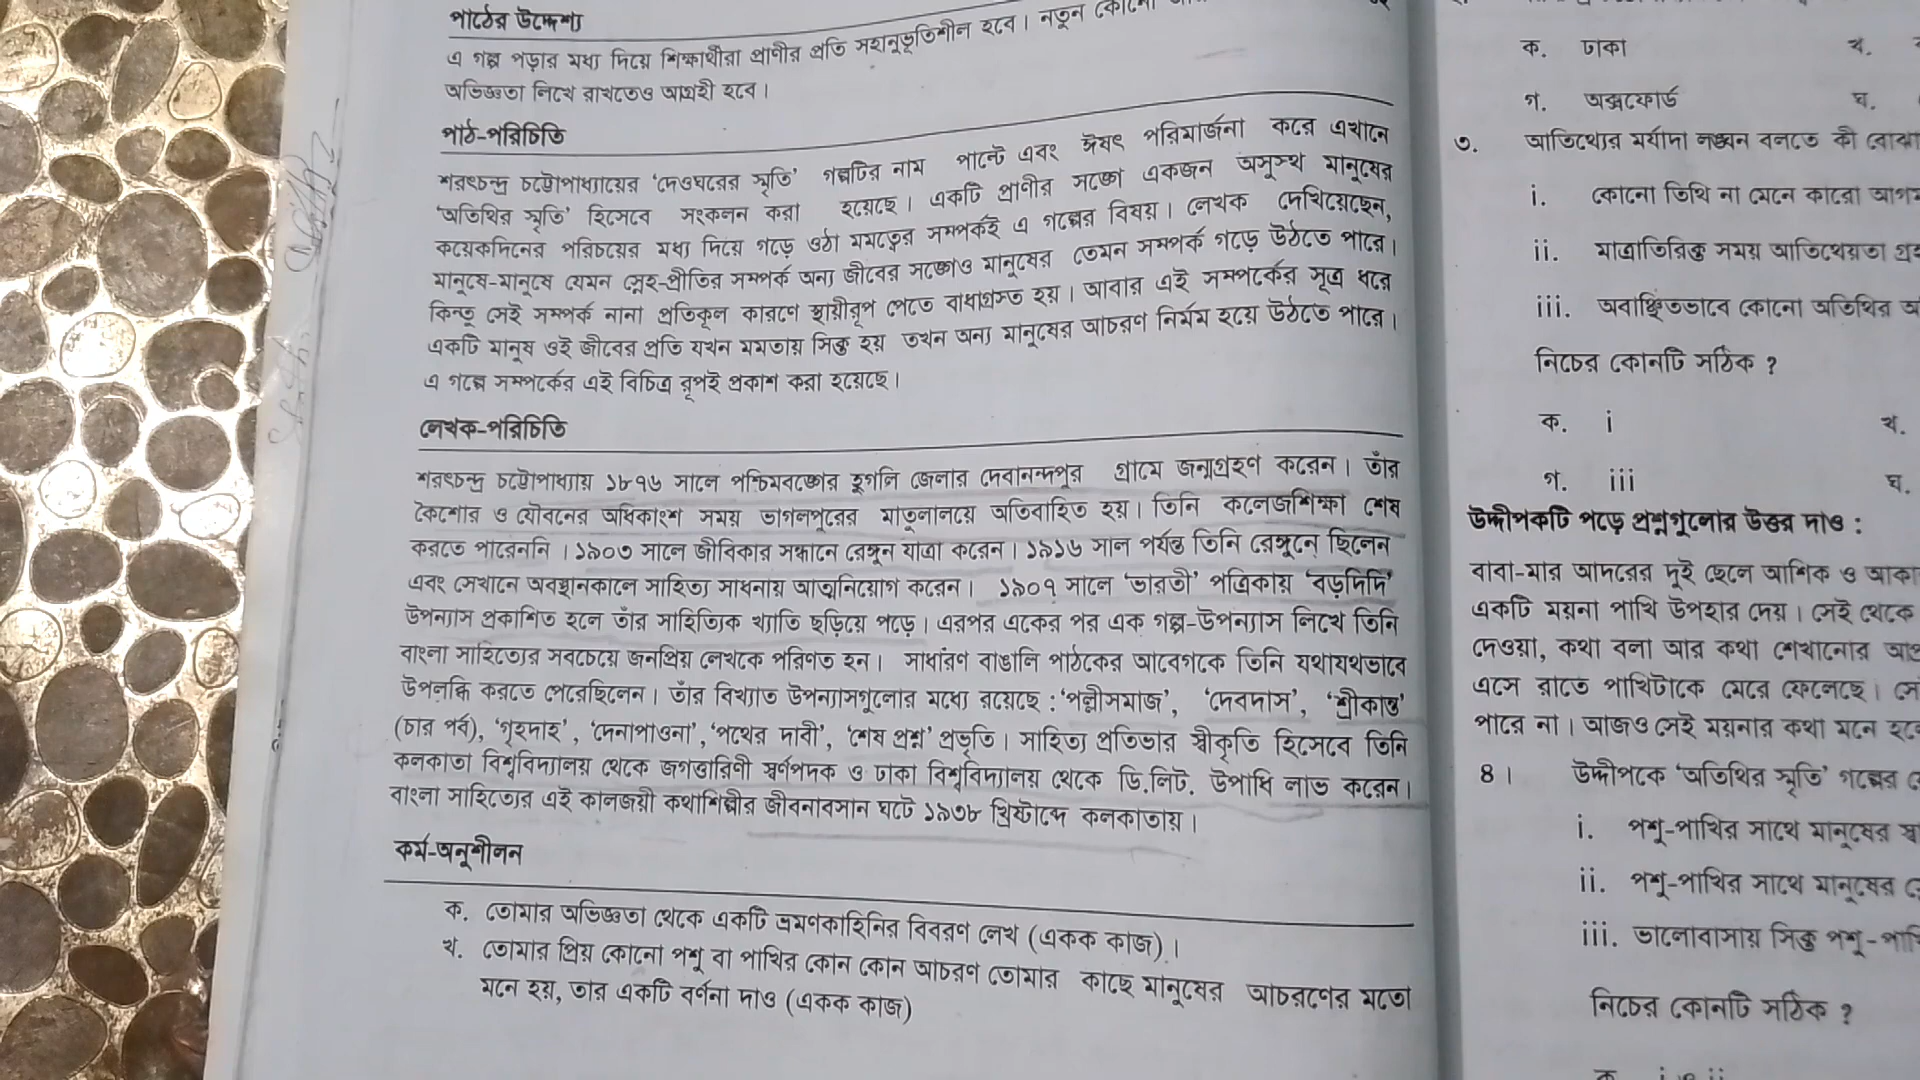 পাঠের উদ্দেশ্য
এ গল্প পড়ার মধ্য দিয়ে শিক্ষার্থীরা প্রাণীর প্রতি সহানুভূতিশীল হবে। নতুন কোনো
অভিজ্ঞতা লিখে রাখতেও আগ্রহী হবে।
পাঠ-পরিচিতি
শরৎচন্দ্র চট্টোপাধ্যায়ের ‘দেওঘরের স্মৃতি’ গল্পটির নাম পাল্টে এবং ঈষৎ পরিমার্জনা করে এখানে
‘অতিথির স্মৃতি’ হিসেবে সংকলন করা হয়েছে। একটি প্রাণীর সঙ্গে একজন অসুস্থ মানুষের
কয়েকদিনের পরিচয়ের মধ্য দিয়ে গড়ে ওঠা মমত্বের সম্পর্কই এ গল্পের বিষয়। লেখক দেখিয়েছেন,
মানুষে-মানুষে যেমন স্নেহ-প্রীতির সম্পর্ক অন্য জীবের সঙ্গেও মানুষের তেমন সম্পর্ক গড়ে উঠতে পারে।
কিন্তু সেই সম্পর্ক নানা প্রতিকূল কারণে স্থায়ীরূপ পেতে বাধাগ্রস্ত হয়। আবার এই সম্পর্কের সূত্র ধরে
একটি মানুষ ওই জীবের প্রতি যখন মমতায় সিক্ত হয় তখন অন্য মানুষের আচরণ নির্মম হয়ে উঠতে পারে।
এ গল্পে সম্পর্কের এই বিচিত্র রূপই প্রকাশ করা হয়েছে।
লেখক-পরিচিতি
শরৎচন্দ্র চট্টোপাধ্যায় ১৮৭৬ সালে পশ্চিমবঙ্গের হুগলি জেলার দেবানন্দপুর গ্রামে জন্মগ্রহণ করেন। তাঁর
কৈশোর ও যৌবনের অধিকাংশ সময় ভাগলপুরের মাতুলালয়ে অতিবাহিত হয়। তিনি কলেজশিক্ষা শেষ
করতে পারেননি। ১৯০৩ সালে জীবিকার সন্ধানে রেঙ্গুন যাত্রা করেন। ১৯১৬ সাল পর্যন্ত তিনি রেঙ্গুনে ছিলেন
এবং সেখানে অবস্থানকালে সাহিত্য সাধনায় আত্মনিয়োগ করেন। ১৯০৭ সালে ‘ভারতী’ পত্রিকায় ‘বড়দিদি’
উপন্যাস প্রকাশিত হলে তাঁর সাহিত্যিক খ্যাতি ছড়িয়ে পড়ে। এরপর একের পর এক গল্প-উপন্যাস লিখে তিনি
বাংলা সাহিত্যের সবচেয়ে জনপ্রিয় লেখকে পরিণত হন। সাধারণ বাঙালি পাঠকের আবেগকে তিনি যথাযথভাবে
উপলব্ধি করতে পেরেছিলেন। তাঁর বিখ্যাত উপন্যাসগুলোর মধ্যে রয়েছে : ‘পল্লীসমাজ’, ‘দেবদাস’, ‘শ্রীকান্ত’
(চার পর্ব), ‘গৃহদাহ’, ‘দেনাপাওনা’, ‘পথের দাবী’, ‘শেষ প্রশ্ন’ প্রভৃতি। সাহিত্য প্রতিভার স্বীকৃতি হিসেবে তিনি
কলকাতা বিশ্ববিদ্যালয় থেকে জগত্তারিণী স্বর্ণপদক ও ঢাকা বিশ্ববিদ্যালয় থেকে ডি.লিট. উপাধি লাভ করেন।
বাংলা সাহিত্যের এই কালজয়ী কথাশিল্পীর জীবনাবসান ঘটে ১৯৩৮ খ্রিষ্টাব্দে কলকাতায়।
কর্ম-অনুশীলন
ক. তোমার অভিজ্ঞতা থেকে একটি ভ্রমণকাহিনির বিবরণ লেখ (একক কাজ)।
খ. তোমার প্রিয় কোনো পশু বা পাখির কোন কোন আচরণ তোমার কাছে মানুষের আচরণের মতো
মনে হয়, তার একটি বর্ণনা দাও (একক কাজ)
ক. ঢাকা খ.
গ. অক্সফোর্ড ঘ.
৩. আতিথ্যের মর্যাদা লঙ্ঘন বলতে কী
i. কোনো তিথি না মেনে কারো
ii. মাত্রাতিরিক্ত সময় আতিথেয়তা
iii. অবাঞ্ছিতভাবে কোনো অতিথির
নিচের কোনটি সঠিক ?
ক. i খ.
গ. iii ঘ.
উদ্দীপকটি পড়ে প্রশ্নগুলোর উত্তর দাও :
বাবা-মার আদরের দুই ছেলে আশিক ও
একটি ময়না পাখি উপহার দেয়। সেই থেকে
দেওয়া, কথা বলা আর কথা শেখানোর
এসে রাতে পাখিটাকে মেরে ফেলেছে।
পারে না। আজও সেই ময়নার কথা মনে
৪। উদ্দীপকে ‘অতিথির স্মৃতি’ গল্পের
i. পশু-পাখির সাথে মানুষের
ii. পশু-পাখির সাথে মানুষের
iii. ভালোবাসায় সিক্ত
নিচের কোনটি সঠিক ?